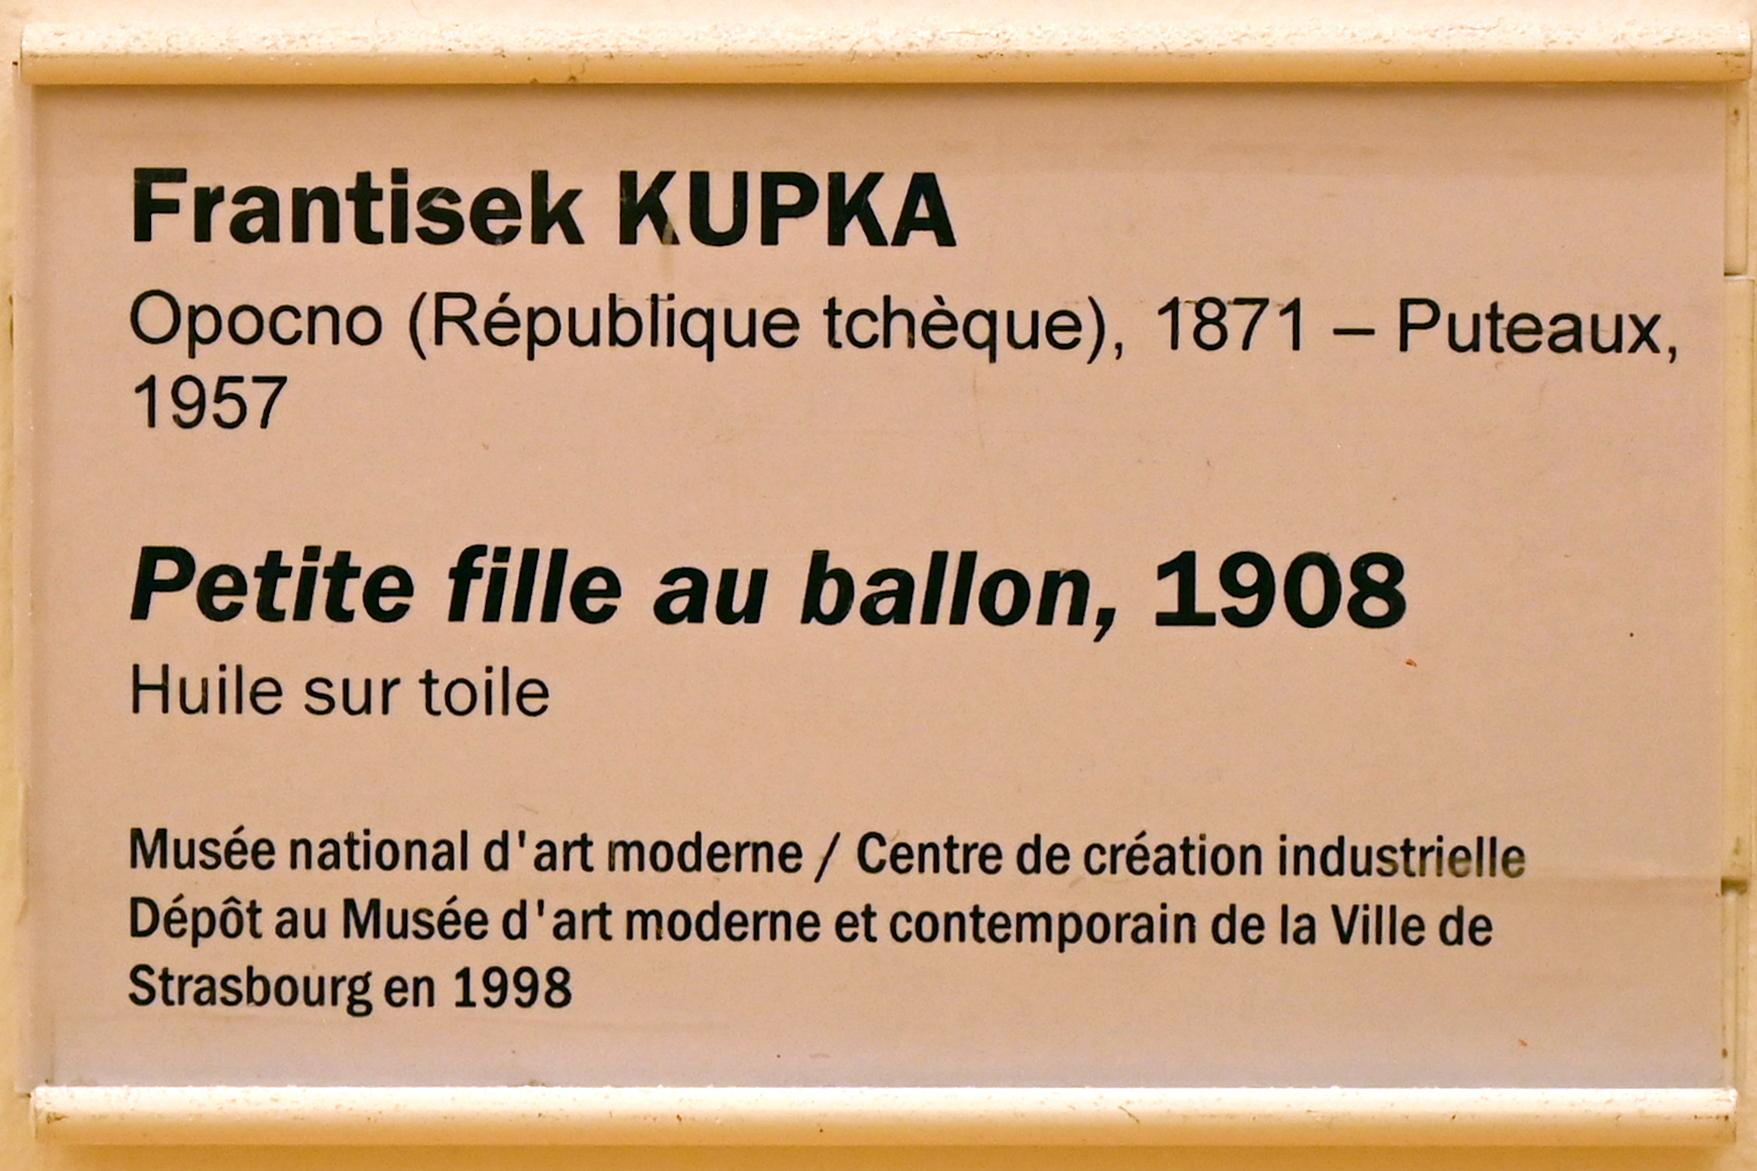 Frantisek KUPKA
Opocno (République tchèque), 1871 – Puteaux,
1957
Petite fille au ballon, 1908
Huile sur toile
Musée national d'art moderne / Centre de création industrielle
Dépôt au Musée d'art moderne et contemporain de la Ville de
Strasbourg en 1998